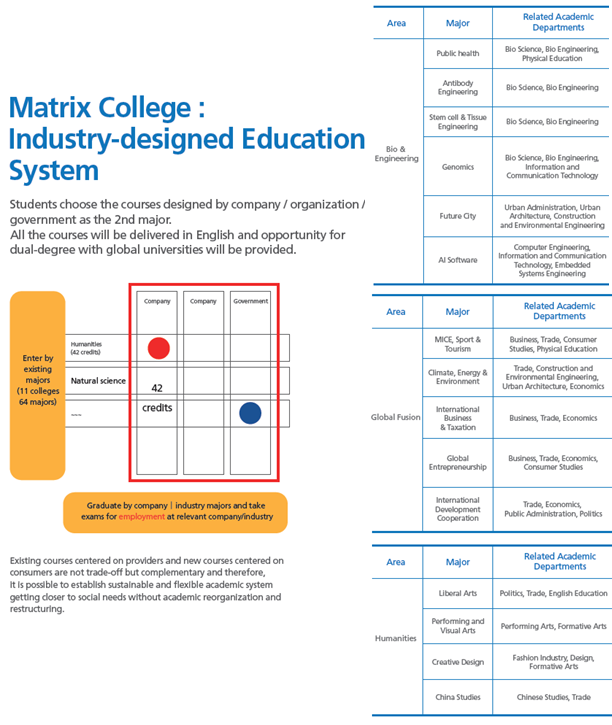 Matrix College :
Industry-designed Education
System
Students choose the courses designed by company / organization /
government as the 2nd major.
All the courses will be delivered in English and opportunity for
dual-degree with global universities will be provided.
Enter by
existing
majors
(11 colleges
64 majors)
Company
Company
Government
Humanities
(42 credits)
Natural science
42
credits
~~~
Graduate by company | industry majors and take
exams for employment at relevant company/industry
Existing courses centered on providers and new courses centered on
consumers are not trade-off but complementary and therefore,
it is possible to establish sustainable and flexible academic system
getting closer to social needs without academic reorganization and
restructuring.
Area
Major
Related Academic
Departments
Bio &
Engineering
Public health
Bio Science, Bio Engineering,
Physical Education
Antibody
Engineering
Bio Science, Bio Engineering
Stem cell & Tissue
Engineering
Bio Science, Bio Engineering
Genomics
Bio Science, Bio Engineering,
Information and
Communication Technology
Future City
Urban Administration, Urban
Architecture, Construction
and Environmental Engineering
AI Software
Computer Engineering,
Information and Communication
Technology, Embedded
Systems Engineering
Area
Major
Related Academic
Departments
Global Fusion
MICE, Sport &
Tourism
Business, Trade, Consumer
Studies, Physical Education
Climate, Energy &
Environment
Trade, Construction and
Environmental Engineering,
Urban Architecture, Economics
International
Business
& Taxation
Business, Trade, Economics
Global
Entrepreneurship
Business, Trade, Economics,
Consumer Studies
International
Development
Cooperation
Trade, Economics,
Public Administration, Politics
Area
Major
Related Academic
Departments
Humanities
Liberal Arts
Politics, Trade, English Education
Performing and
Visual Arts
Performing Arts, Formative Arts
Creative Design
Fashion Industry, Design,
Formative Arts
China Studies
Chinese Studies, Trade